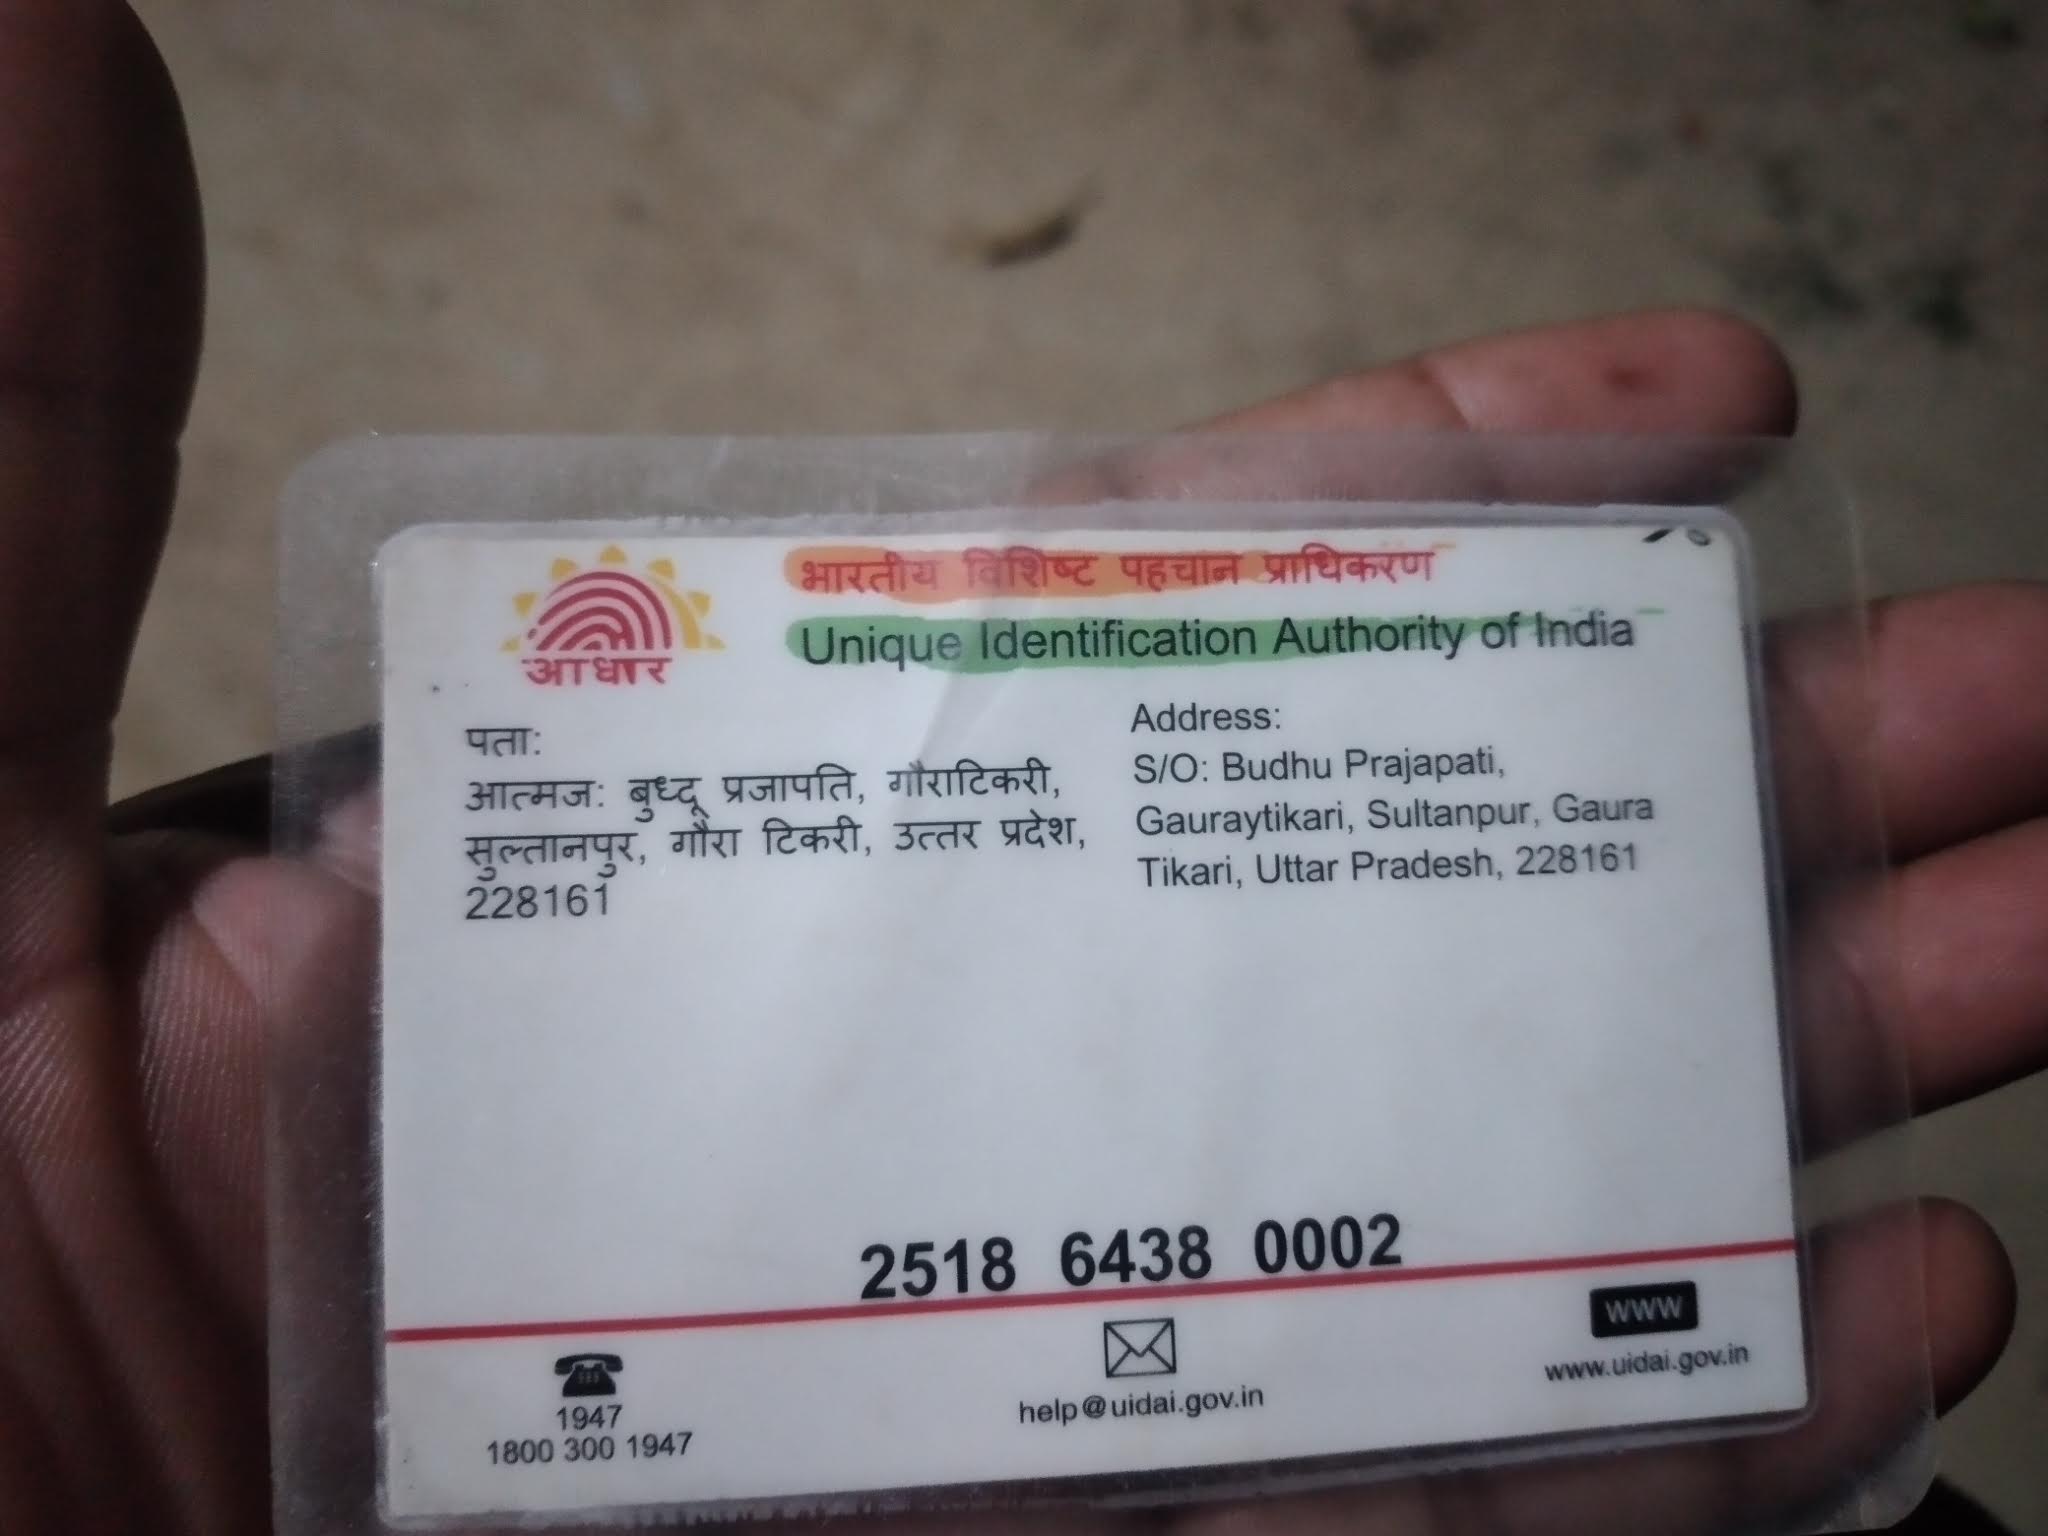 आधार
भारतीय विशिष्ट पहचान प्राधिकरण
Unique Identification Authority of India
पता:
आत्मज: बुध्दू प्रजापति, गौराटिकरी,
सुल्तानपुर, गौरा टिकरी, उत्तर प्रदेश,
228161
Address:
S/O: Budhu Prajapati,
Gauraytikari, Sultanpur, Gaura
Tikari, Uttar Pradesh, 228161
2518 6438 0002
1947
1800 300 1947
help@uidai.gov.in
WWW
www.uidai.gov.in